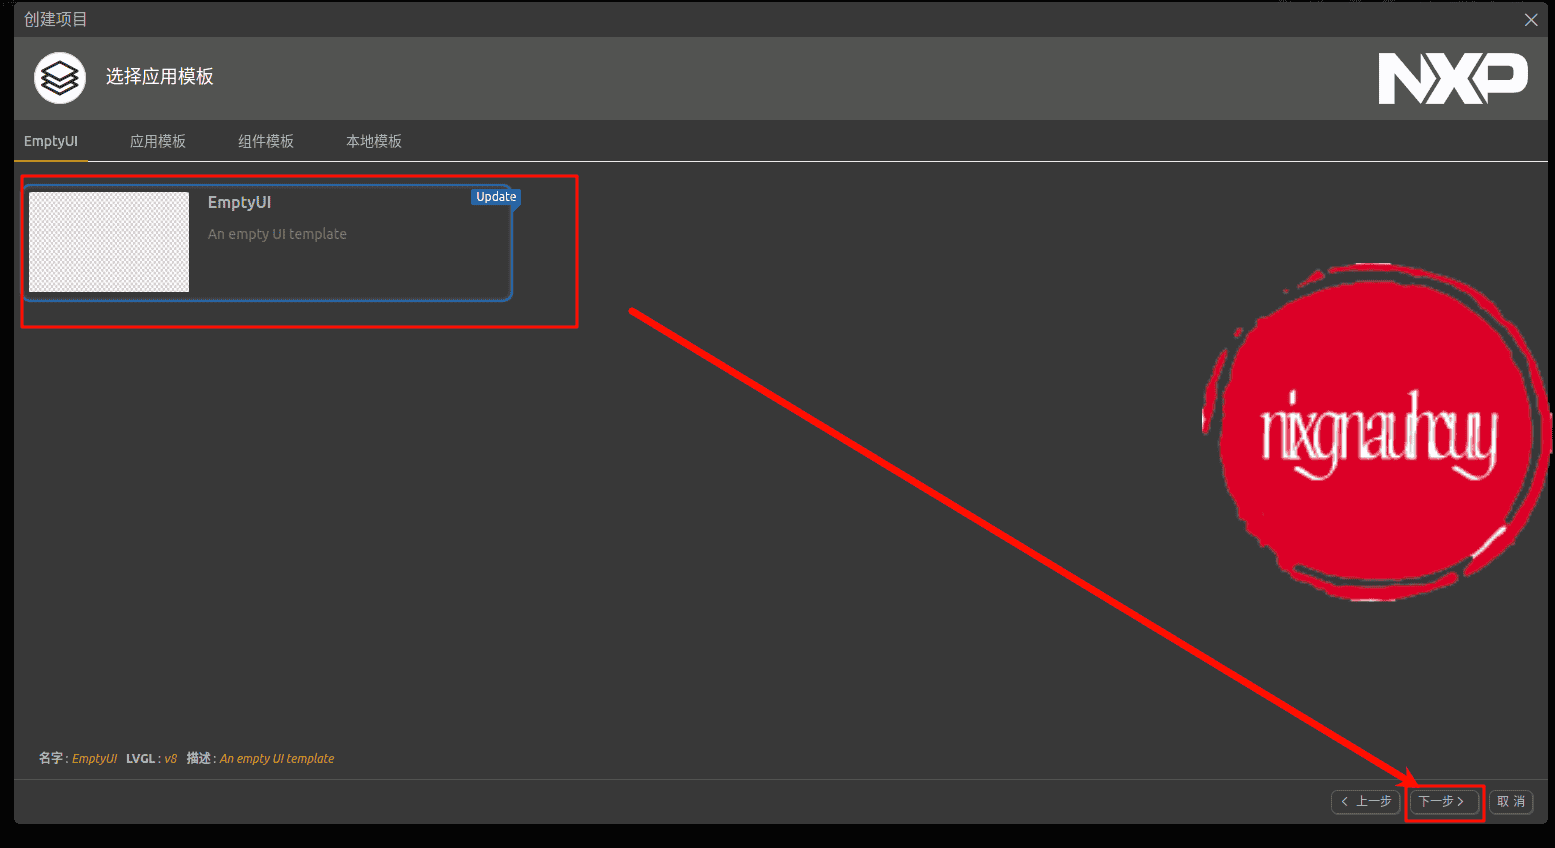 创建项目
选择应用模板
NXP
EmptyUI 应用模板 组件模板 本地模板
EmptyUI
Update
An empty UI template
nixgnauhcuy
名字 : EmptyUI LVGL : v8 描述 : An empty UI template
上一步 下一步 取 消